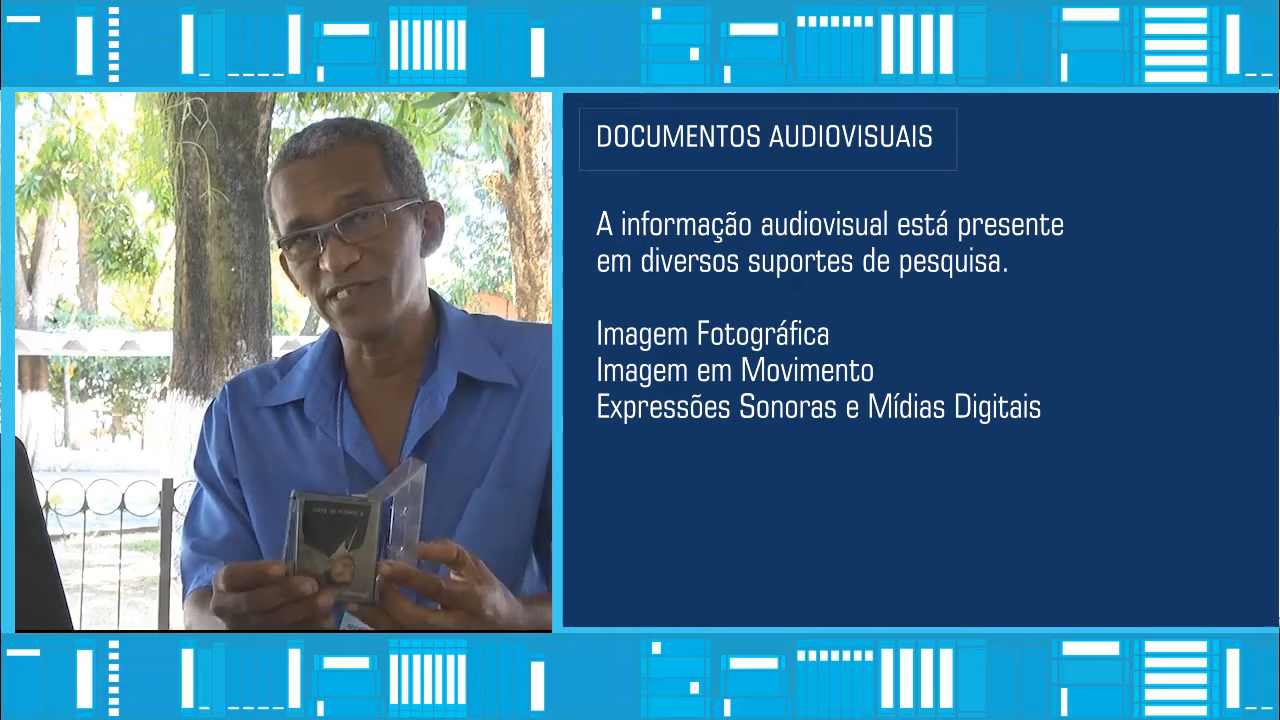 DOCUMENTOS AUDIOVISUAIS
A informação audiovisual está presente
em diversos suportes de pesquisa.
Imagem Fotográfica
Imagem em Movimento
Expressões Sonoras e Mídias Digitais